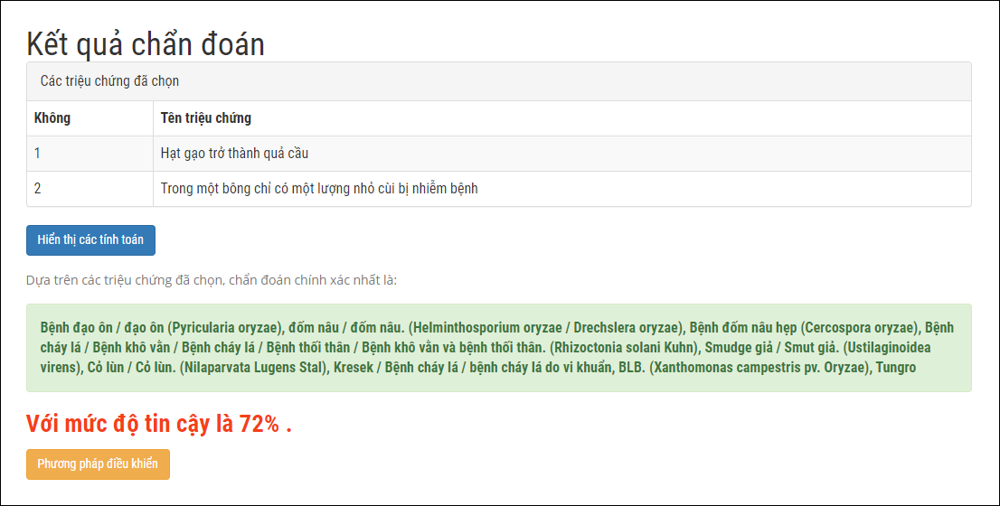 Kết quả chẩn đoán
Các triệu chứng đã chọn
Không Tên triệu chứng
1 Hạt gạo trở thành quả cầu
2 Trong một bông chỉ có một lượng nhỏ cùi bị nhiễm bệnh
Hiển thị các tính toán
Dựa trên các triệu chứng đã chọn, chẩn đoán chính xác nhất là:
Bệnh đạo ôn / đạo ôn (Pyricularia oryzae), đốm nâu / đốm nâu. (Helminthosporium oryzae / Drechslera oryzae), Bệnh đốm nâu hẹp (Cercospora oryzae), Bệnh
cháy lá / Bệnh khô vằn / Bệnh cháy lá / Bệnh thối thân / Bệnh khô vằn và bệnh thối thân. (Rhizoctonia solani Kuhn), Smudge giả / Smut giả. (Ustilaginoidea
virens), Cỏ lùn / Cỏ lùn. (Nilaparvata Lugens Stal), Kresek / Bệnh cháy lá / bệnh cháy lá do vi khuẩn, BLB. (Xanthomonas campestris pv. Oryzae), Tungro
Với mức độ tin cậy là 72% .
Phương pháp điều khiển